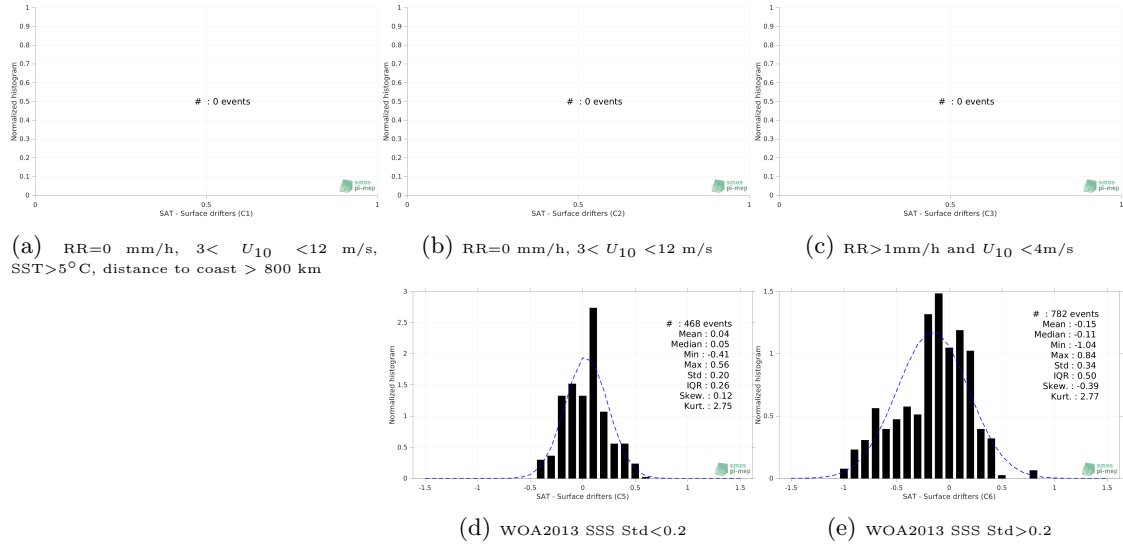 1
0.9
0.8
0.7
0.6
0.5
0.4
0.3
0.2
0.1
0
Normalized histogram
# : 0 events
smos
pi-mep
0 0.5 1
SAT - Surface drifters (C1)
(a) RR=0 mm/h, 3< U10 <12 m/s,
SST>5°C, distance to coast > 800 km
1
0.9
0.8
0.7
0.6
0.5
0.4
0.3
0.2
0.1
0
Normalized histogram
# : 0 events
smos
pi-mep
0 0.5 1
SAT - Surface drifters (C2)
(b) RR=0 mm/h, 3< U10 <12 m/s
1
0.9
0.8
0.7
0.6
0.5
0.4
0.3
0.2
0.1
0
Normalized histogram
# : 0 events
smos
pi-mep
0 0.5 1
SAT - Surface drifters (C3)
(c) RR>1mm/h and U10 <4m/s
3
2.5
2
1.5
1
0.5
0
Normalized histogram
# : 468 events
Mean : 0.04
Median : 0.05
Min : -0.41
Max : 0.56
Std : 0.20
IQR : 0.26
Skew. : 0.12
Kurt. : 2.75
smos
pi-mep
-1.5 -1 -0.5 0 0.5 1 1.5
SAT - Surface drifters (C5)
(d) WOA2013 SSS Std<0.2
1.5
1
0.5
0
Normalized histogram
# : 782 events
Mean : -0.15
Median : -0.11
Min : -1.04
Max : 0.84
Std : 0.34
IQR : 0.50
Skew. : -0.39
Kurt. : 2.77
smos
pi-mep
-1.5 -1 -0.5 0 0.5 1 1.5
SAT - Surface drifters (C6)
(e) WOA2013 SSS Std>0.2